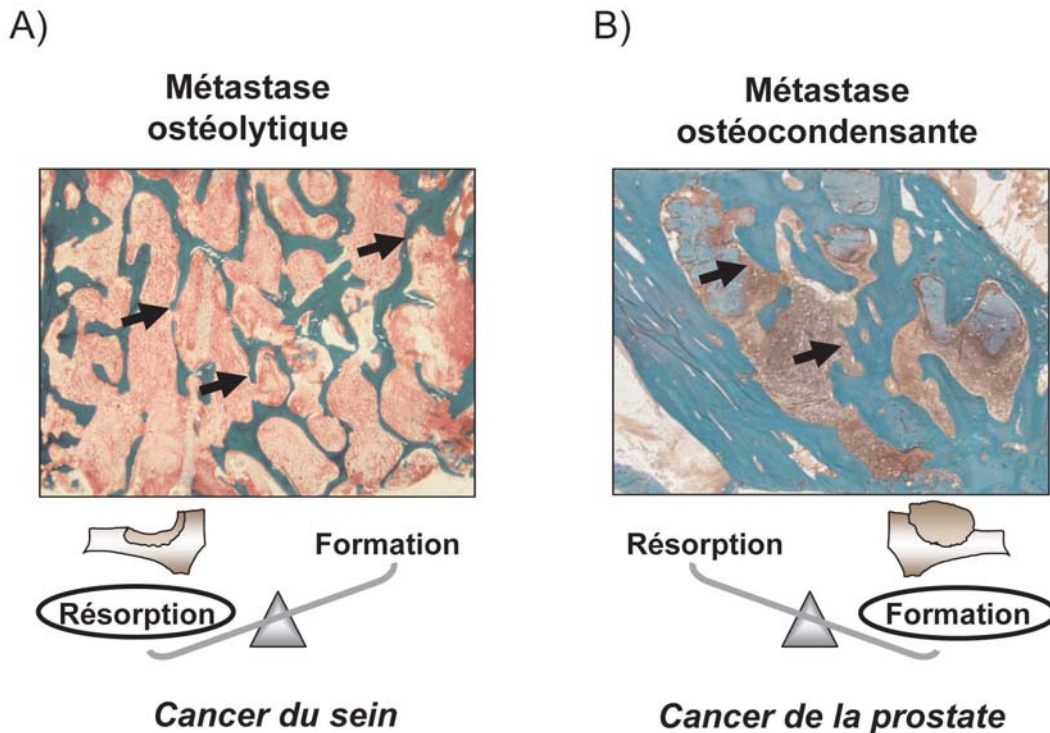 A)
Métastase
ostéolytique
Formation
Résorption
Cancer du sein
B)
Métastase
ostéocondensante
Résorption
Formation
Cancer de la prostate